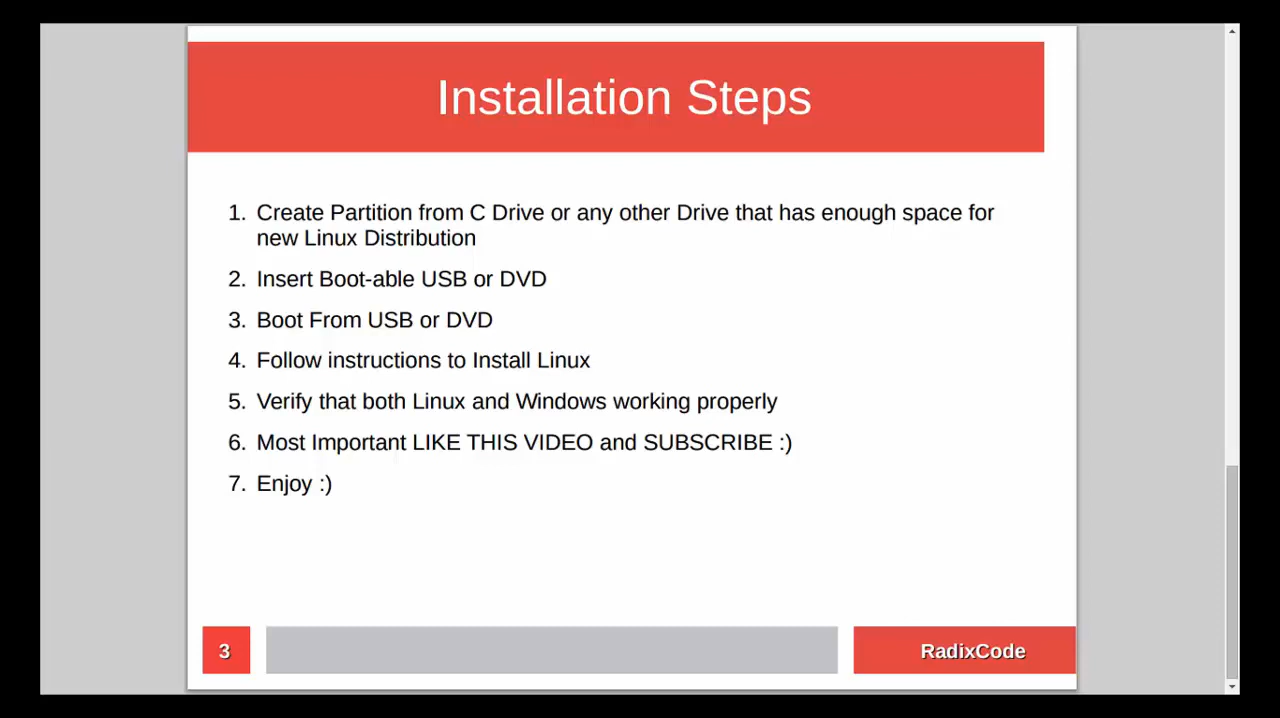 Installation Steps
1. Create Partition from C Drive or any other Drive that has enough space for
new Linux Distribution
2. Insert Boot-able USB or DVD
3. Boot From USB or DVD
4. Follow instructions to Install Linux
5. Verify that both Linux and Windows working properly
6. Most Important LIKE THIS VIDEO and SUBSCRIBE :)
7. Enjoy :)
3
RadixCode